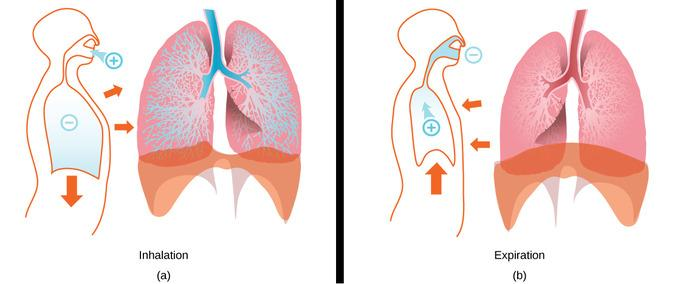 +
−
Inhalation
(a)
−
+
Expiration
(b)